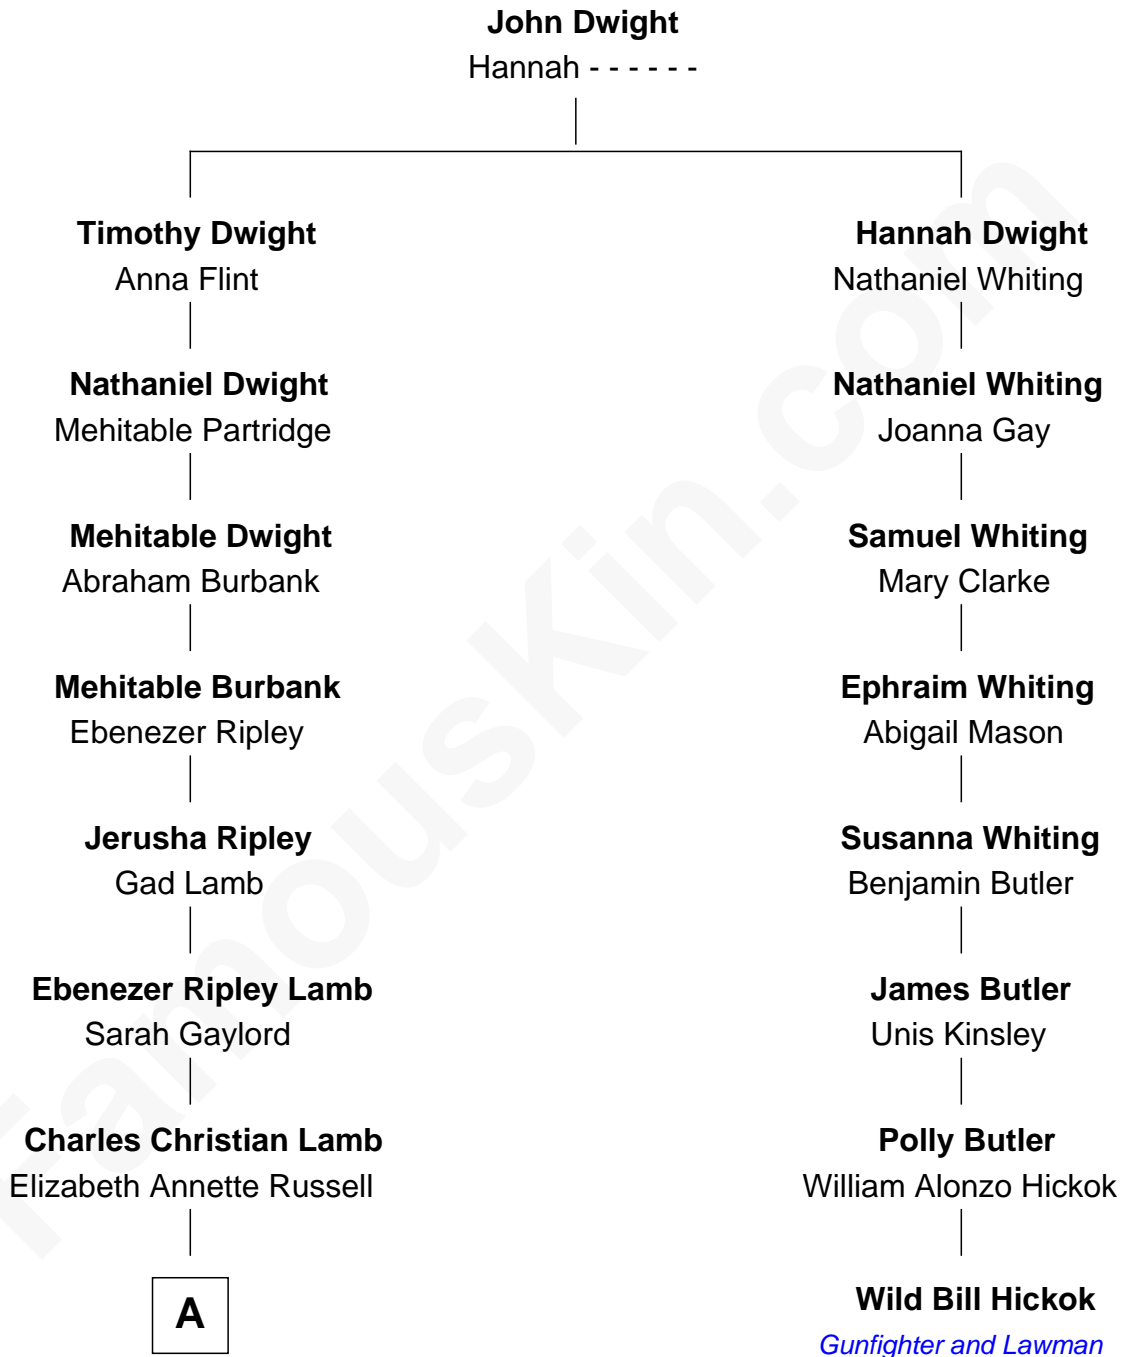 John Dwight
Hannah - - - - - -
Timothy Dwight
Anna Flint
Hannah Dwight
Nathaniel Whiting
Nathaniel Dwight
Mehitable Partridge
Nathaniel Whiting
Joanna Gay
Mehitable Dwight
Abraham Burbank
Samuel Whiting
Mary Clarke
Mehitable Burbank
Ebenezer Ripley
Ephraim Whiting
Abigail Mason
Jerusha Ripley
Gad Lamb
Susanna Whiting
Benjamin Butler
Ebenezer Ripley Lamb
Sarah Gaylord
James Butler
Unis Kinsley
Charles Christian Lamb
Elizabeth Annette Russell
Polly Butler
William Alonzo Hickok
A
Wild Bill Hickok
Gunfighter and Lawman
FamousKin.com